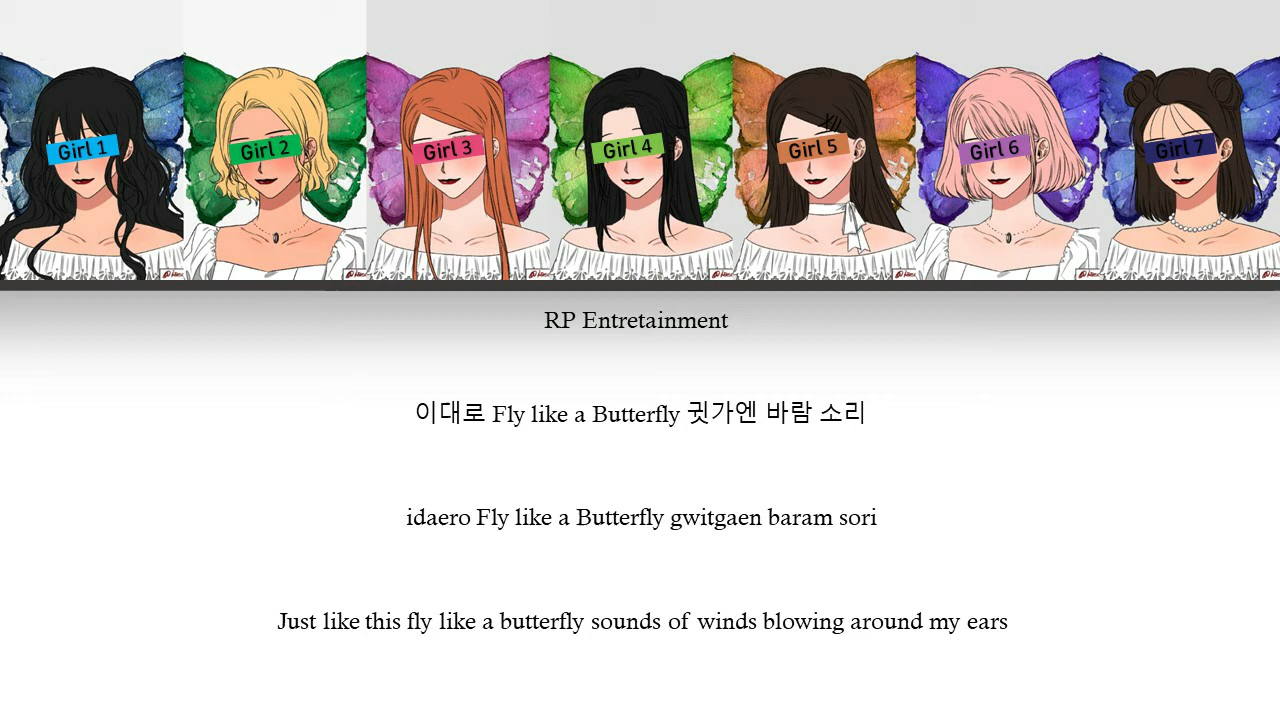 Girl 1 Girl 2 Girl 3 Girl 4 Girl 5 Girl 6 Girl 7
RP Entretainment
이대로 Fly like a Butterfly 귓가엔 바람 소리
idaero Fly like a Butterfly gwitgaen baram sori
Just like this fly like a butterfly sounds of winds blowing around my ears